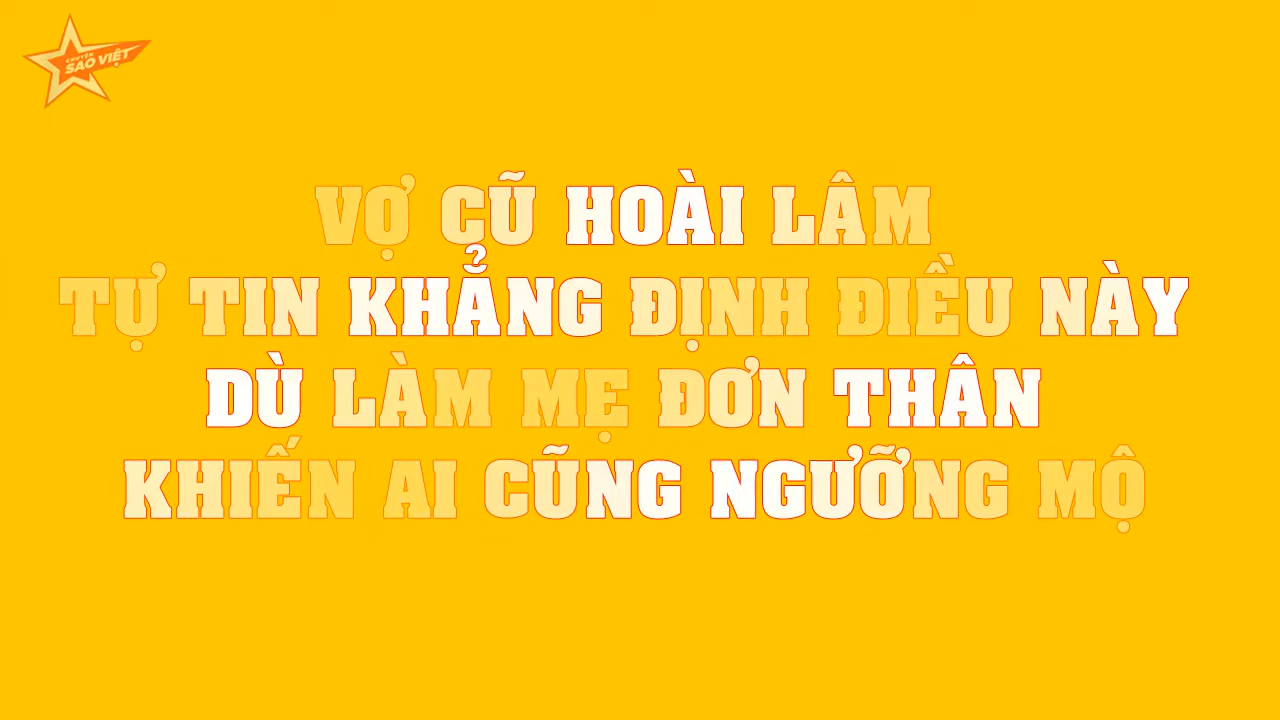 CHUYỆN
SAO VIỆT
VỢ CŨ HOÀI LÂM
TỰ TIN KHẲNG ĐỊNH ĐIỀU NÀY
DÙ LÀM MẸ ĐƠN THÂN
KHIẾN AI CŨNG NGƯỠNG MỘ